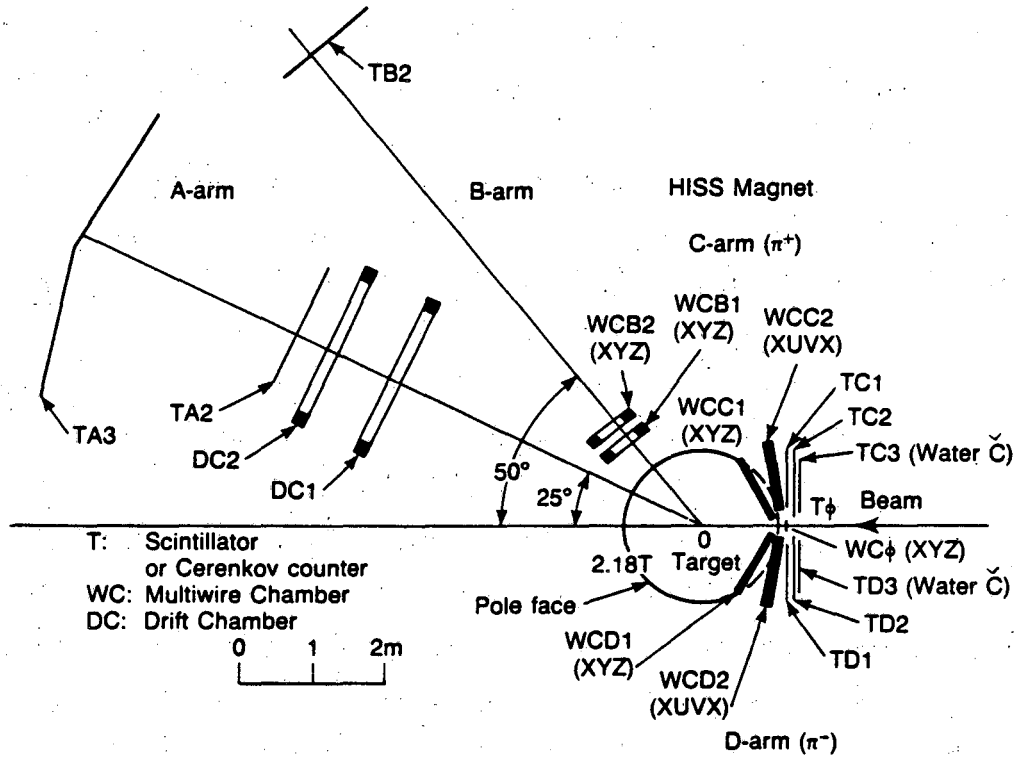 TB2
A-arm
B-arm
HISS Magnet
C-arm (π⁺)
WCB1
(XYZ)
WCB2
(XYZ)
WCC2
(XUVX)
WCC1
(XYZ)
TC1
TC2
TC3 (Water Č)
TA3
TA2
DC2
DC1
50°
25°
Tϕ
Beam
0
Target
2.18T
WCϕ (XYZ)
TD3 (Water Č)
TD2
TD1
Pole face
WCD1
(XYZ)
WCD2
(XUVX)
D-arm (π⁻)
T: Scintillator
or Cerenkov counter
WC: Multiwire Chamber
DC: Drift Chamber
0 1 2m